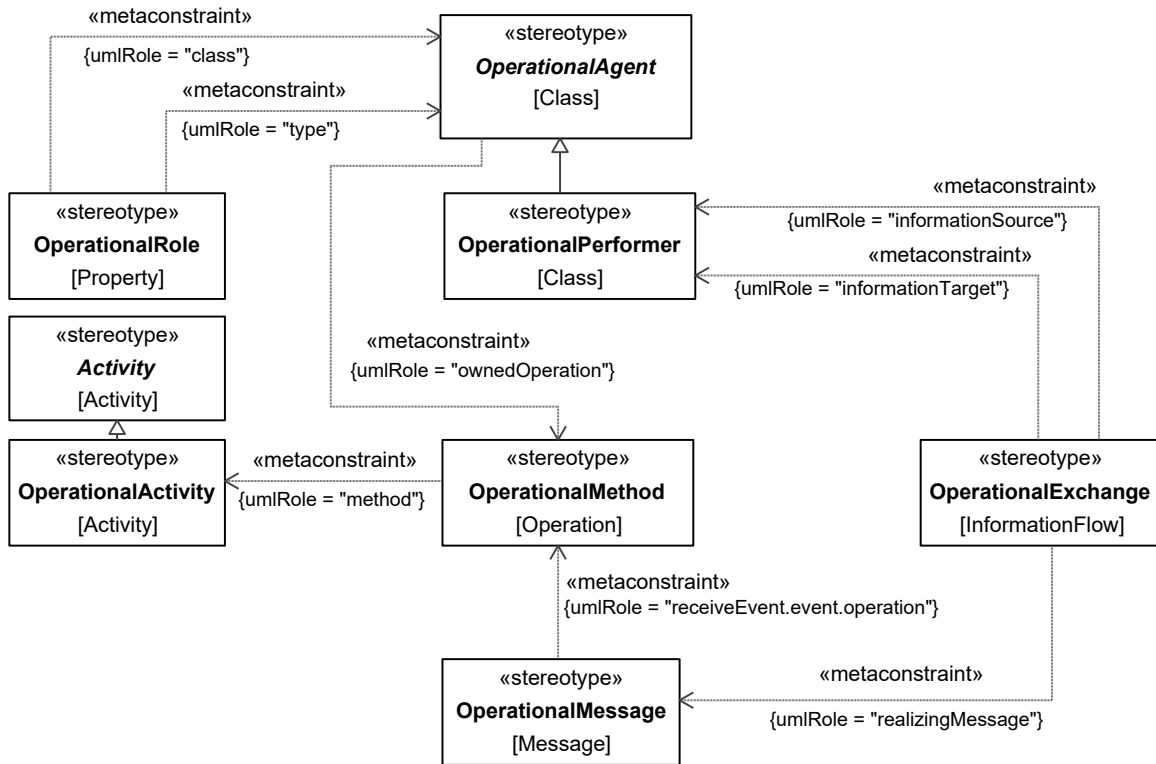 «metaconstraint»
{umlRole = "class"}
«metaconstraint»
{umlRole = "type"}
«stereotype»
OperationalAgent
[Class]
«stereotype»
OperationalRole
[Property]
«stereotype»
OperationalPerformer
[Class]
«metaconstraint»
{umlRole = "informationSource"}
«metaconstraint»
{umlRole = "informationTarget"}
«stereotype»
Activity
[Activity]
«metaconstraint»
{umlRole = "ownedOperation"}
«stereotype»
OperationalActivity
[Activity]
«metaconstraint»
{umlRole = "method"}
«stereotype»
OperationalMethod
[Operation]
«stereotype»
OperationalExchange
[InformationFlow]
«metaconstraint»
{umlRole = "receiveEvent.event.operation"}
«stereotype»
OperationalMessage
[Message]
«metaconstraint»
{umlRole = "realizingMessage"}